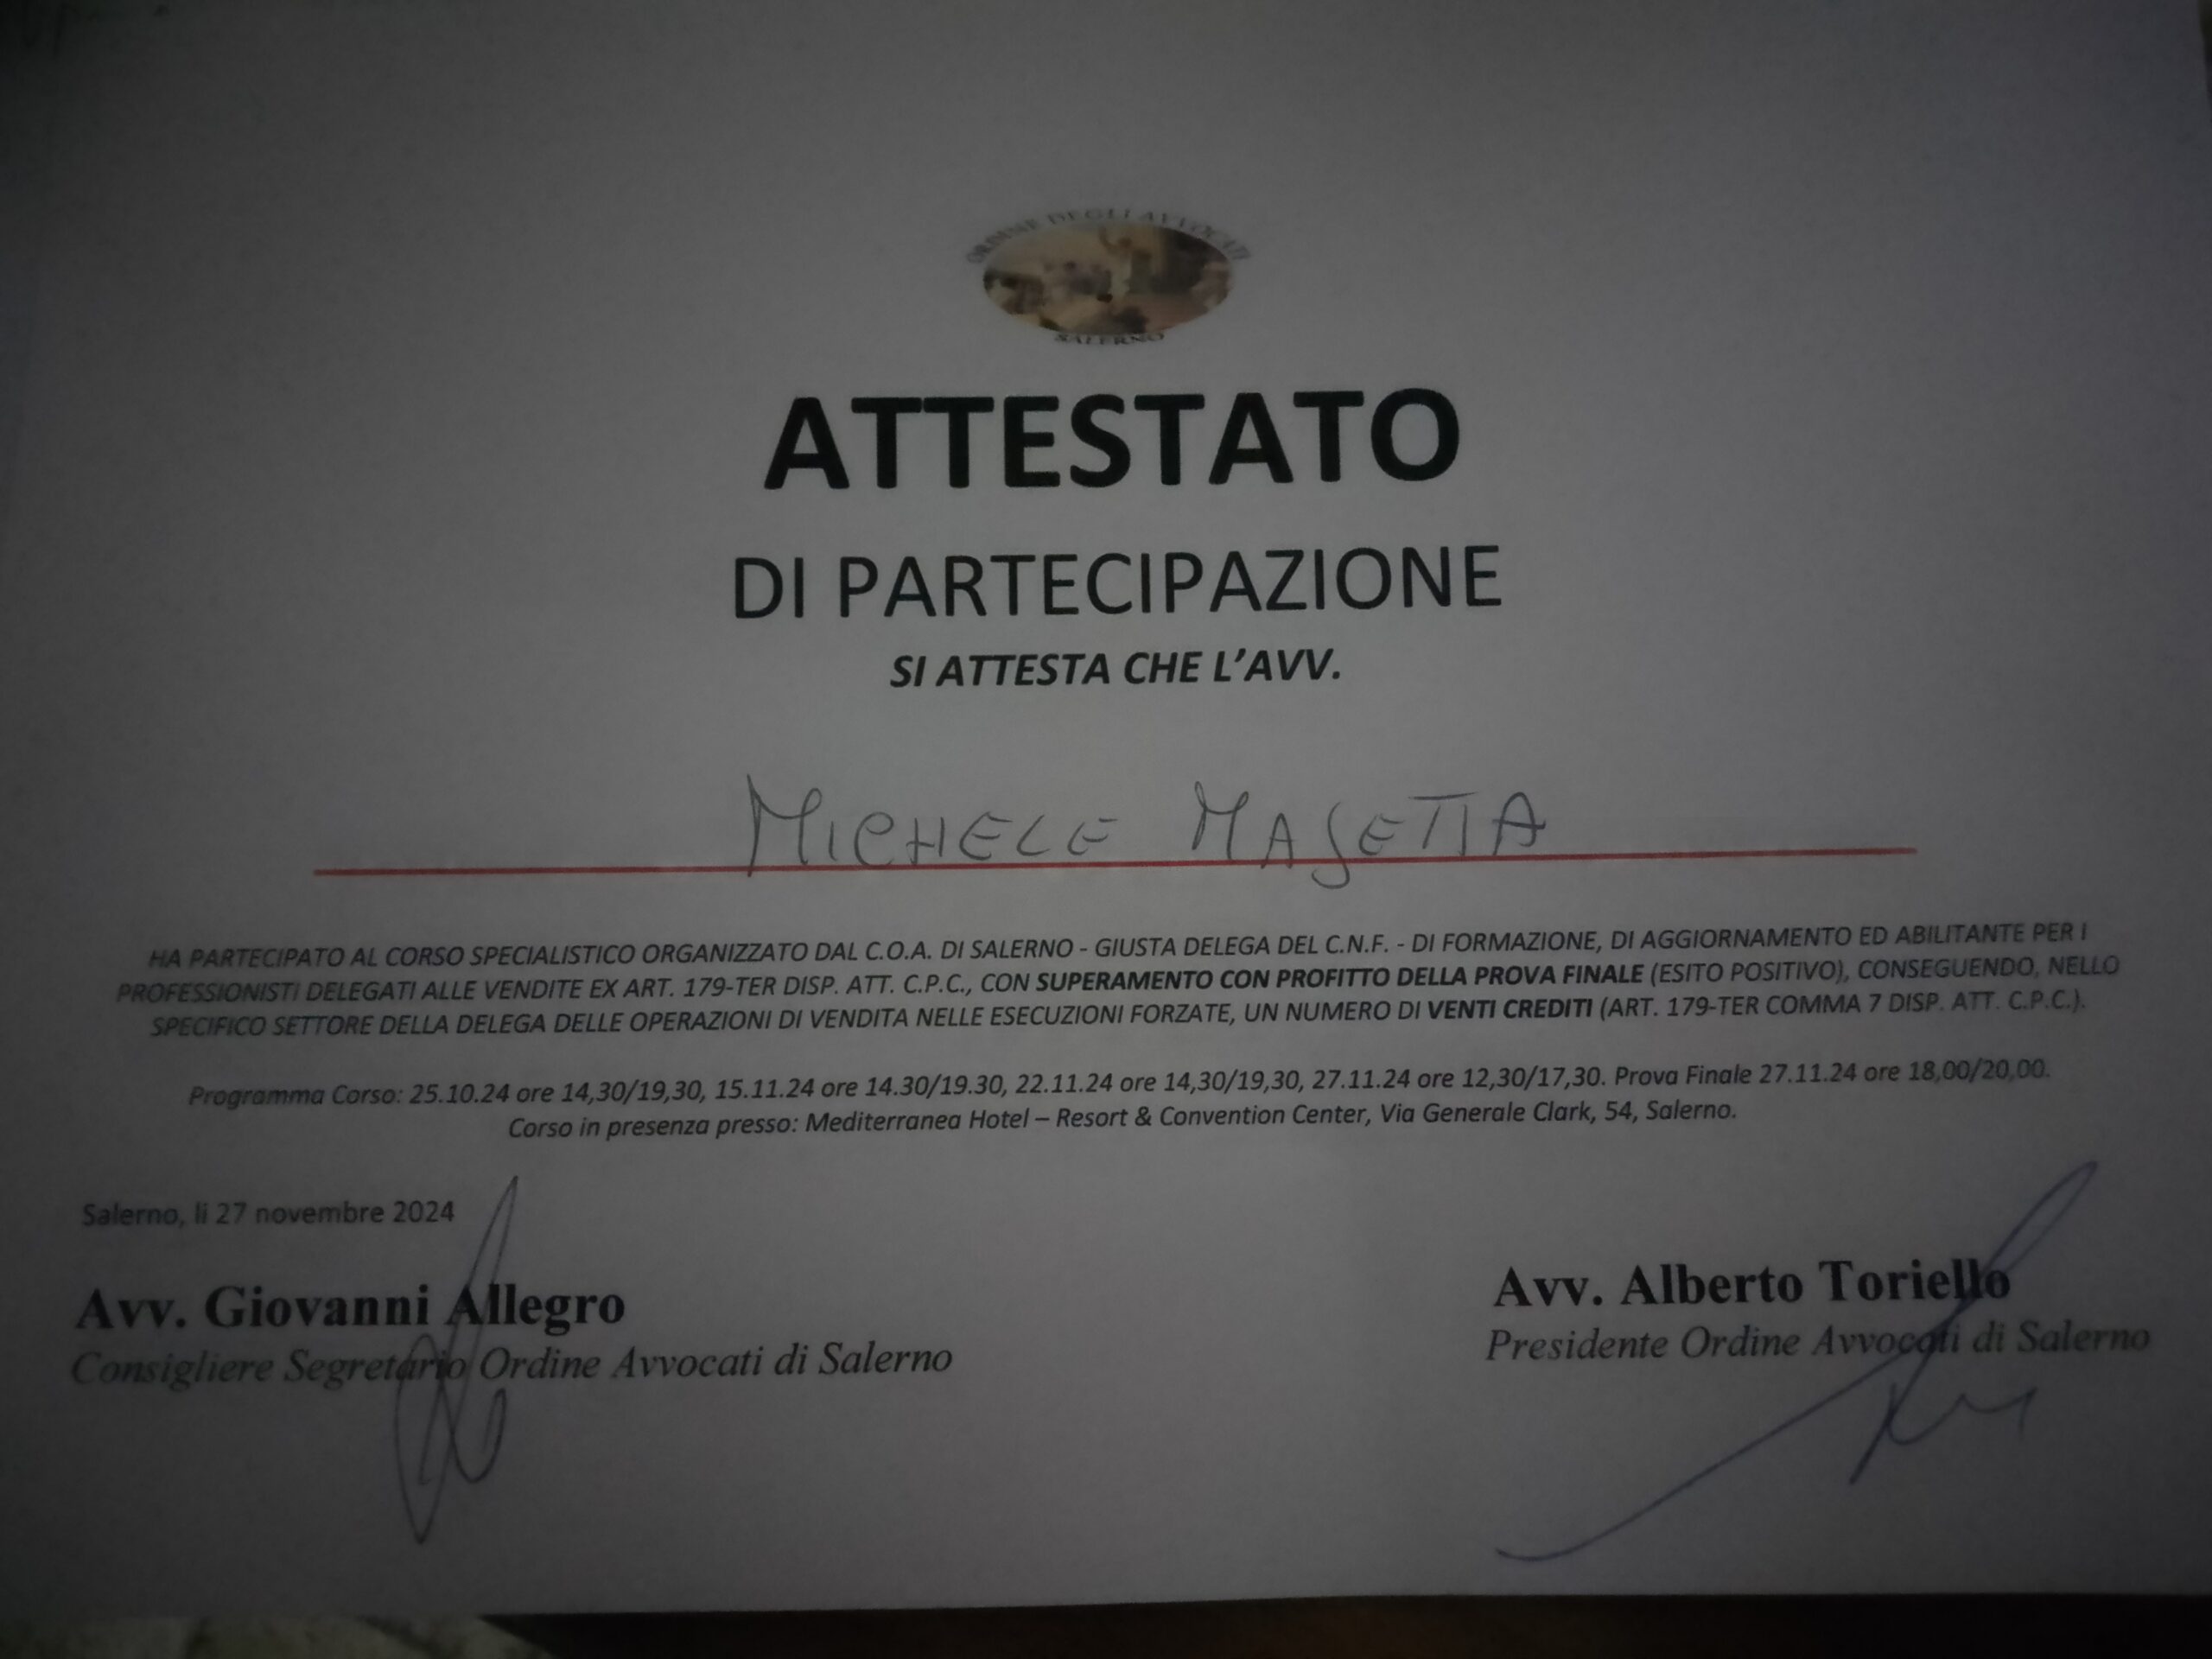 ORDINE DEGLI AVVOCATI
SALERNO
ATTESTATO
DI PARTECIPAZIONE
SI ATTESTA CHE L'AVV.
MICHELE MASETTA
HA PARTECIPATO AL CORSO SPECIALISTICO ORGANIZZATO DAL C.O.A. DI SALERNO - GIUSTA DELEGA DEL C.N.F. - DI FORMAZIONE, DI AGGIORNAMENTO ED ABILITANTE PER I
PROFESSIONISTI DELEGATI ALLE VENDITE EX ART. 179-TER DISP. ATT. C.P.C., CON SUPERAMENTO CON PROFITTO DELLA PROVA FINALE (ESITO POSITIVO), CONSEGUENDO, NELLO
SPECIFICO SETTORE DELLA DELEGA DELLE OPERAZIONI DI VENDITA NELLE ESECUZIONI FORZATE, UN NUMERO DI VENTI CREDITI (ART. 179-TER COMMA 7 DISP. ATT. C.P.C.).
Programma Corso: 25.10.24 ore 14,30/19,30, 15.11.24 ore 14.30/19.30, 22.11.24 ore 14,30/19,30, 27.11.24 ore 12,30/17,30. Prova Finale 27.11.24 ore 18,00/20,00.
Corso in presenza presso: Mediterranea Hotel – Resort & Convention Center, Via Generale Clark, 54, Salerno.
Salerno, li 27 novembre 2024
Avv. Giovanni Allegro
Consigliere Segretario Ordine Avvocati di Salerno
Avv. Alberto Toriello
Presidente Ordine Avvocati di Salerno